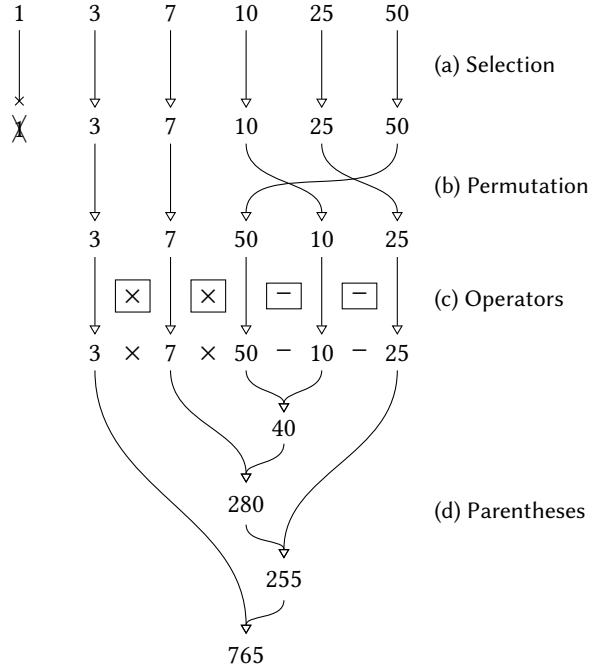 1 3 7 10 25 50
(a) Selection
1 3 7 10 25 50
(b) Permutation
3 7 50 10 25
× × − −
(c) Operators
3 × 7 × 50 − 10 − 25
40
280
(d) Parentheses
255
765